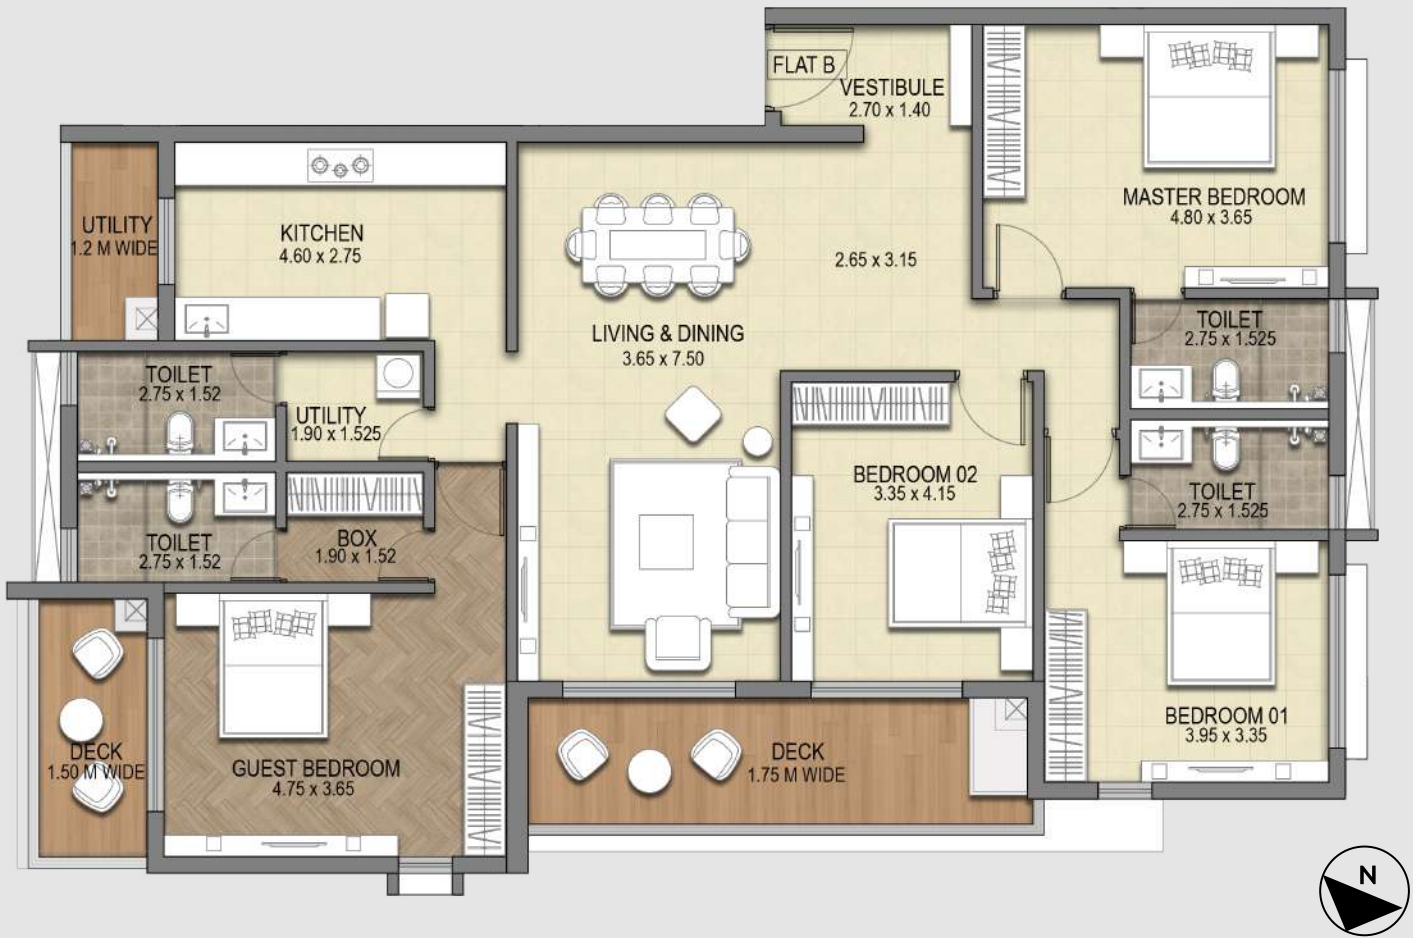 FLAT B
VESTIBULE
2.70 x 1.40
MASTER BEDROOM
4.80 x 3.65
UTILITY
1.2 M WIDE
KITCHEN
4.60 x 2.75
2.65 x 3.15
LIVING & DINING
3.65 x 7.50
TOILET
2.75 x 1.525
TOILET
2.75 x 1.52
UTILITY
1.90 x 1.525
BEDROOM 02
3.35 x 4.15
TOILET
2.75 x 1.525
TOILET
2.75 x 1.52
BOX
1.90 x 1.52
BEDROOM 01
3.95 x 3.35
DECK
1.50 M WIDE
GUEST BEDROOM
4.75 x 3.65
DECK
1.75 M WIDE
N